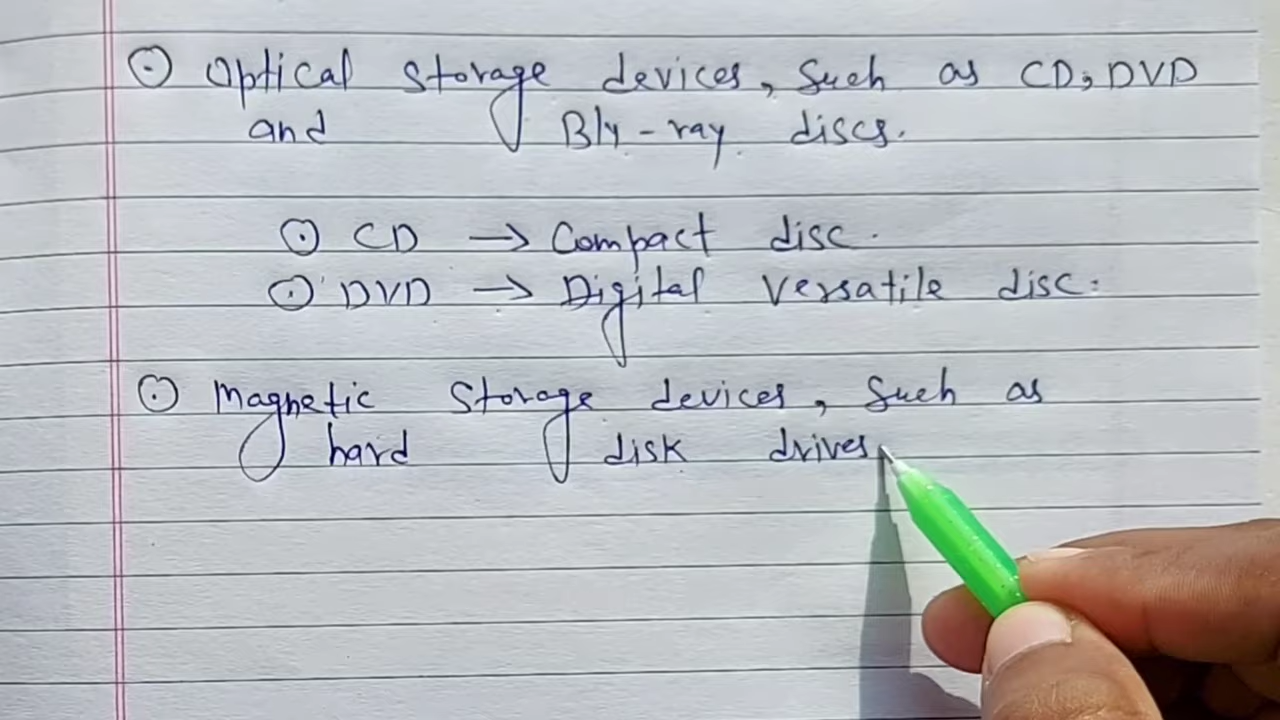 Optical storage devices, such as CD, DVD
and Bly-ray discs.
CD → Compact disc.
DVD → Digital Versatile disc.
Magnetic storage devices, such as
hard disk drives